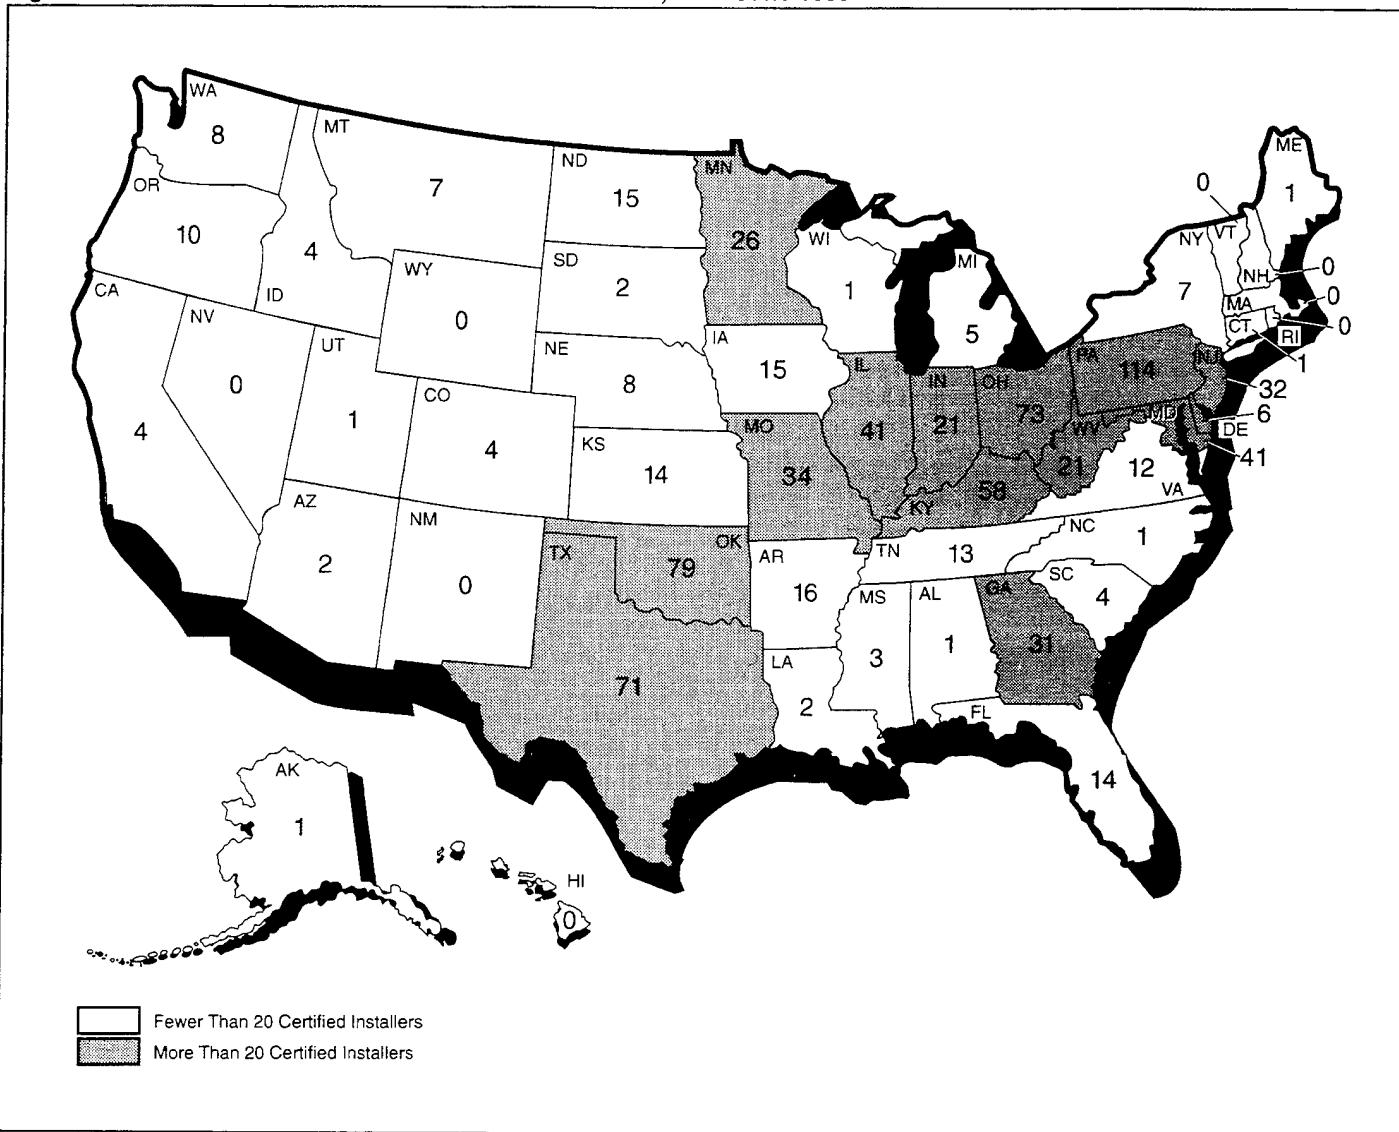 WA
8
MT
7
ND
15
MN
26
OR
10
ID
4
WY
0
SD
2
WI
1
MI
5
ME
1
0
VT
NY
7
NH
0
MA
0
CT
1
RI
0
CA
4
NV
0
UT
1
CO
4
NE
8
IA
15
IL
41
IN
21
OH
73
PA
114
NJ
32
6
MD
DE
41
WV
21
VA
12
KS
14
MO
34
KY
58
AZ
2
NM
0
TX
71
OK
79
AR
16
TN
13
NC
1
SC
4
MS
3
AL
1
GA
31
LA
2
FL
14
AK
1
HI
0
Fewer Than 20 Certified Installers
More Than 20 Certified Installers